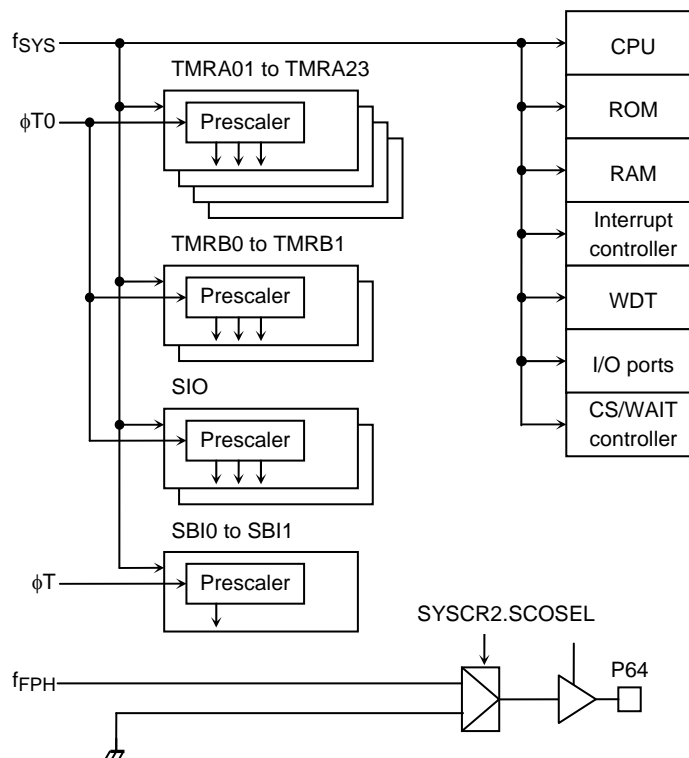 fSYS
CPU
TMRA01 to TMRA23
ϕT0
Prescaler
ROM
RAM
TMRB0 to TMRB1
Interrupt
controller
Prescaler
WDT
SIO
I/O ports
Prescaler
CS/WAIT
controller
SBI0 to SBI1
ϕT
Prescaler
SYSCR2.SCOSEL
P64
fFPH